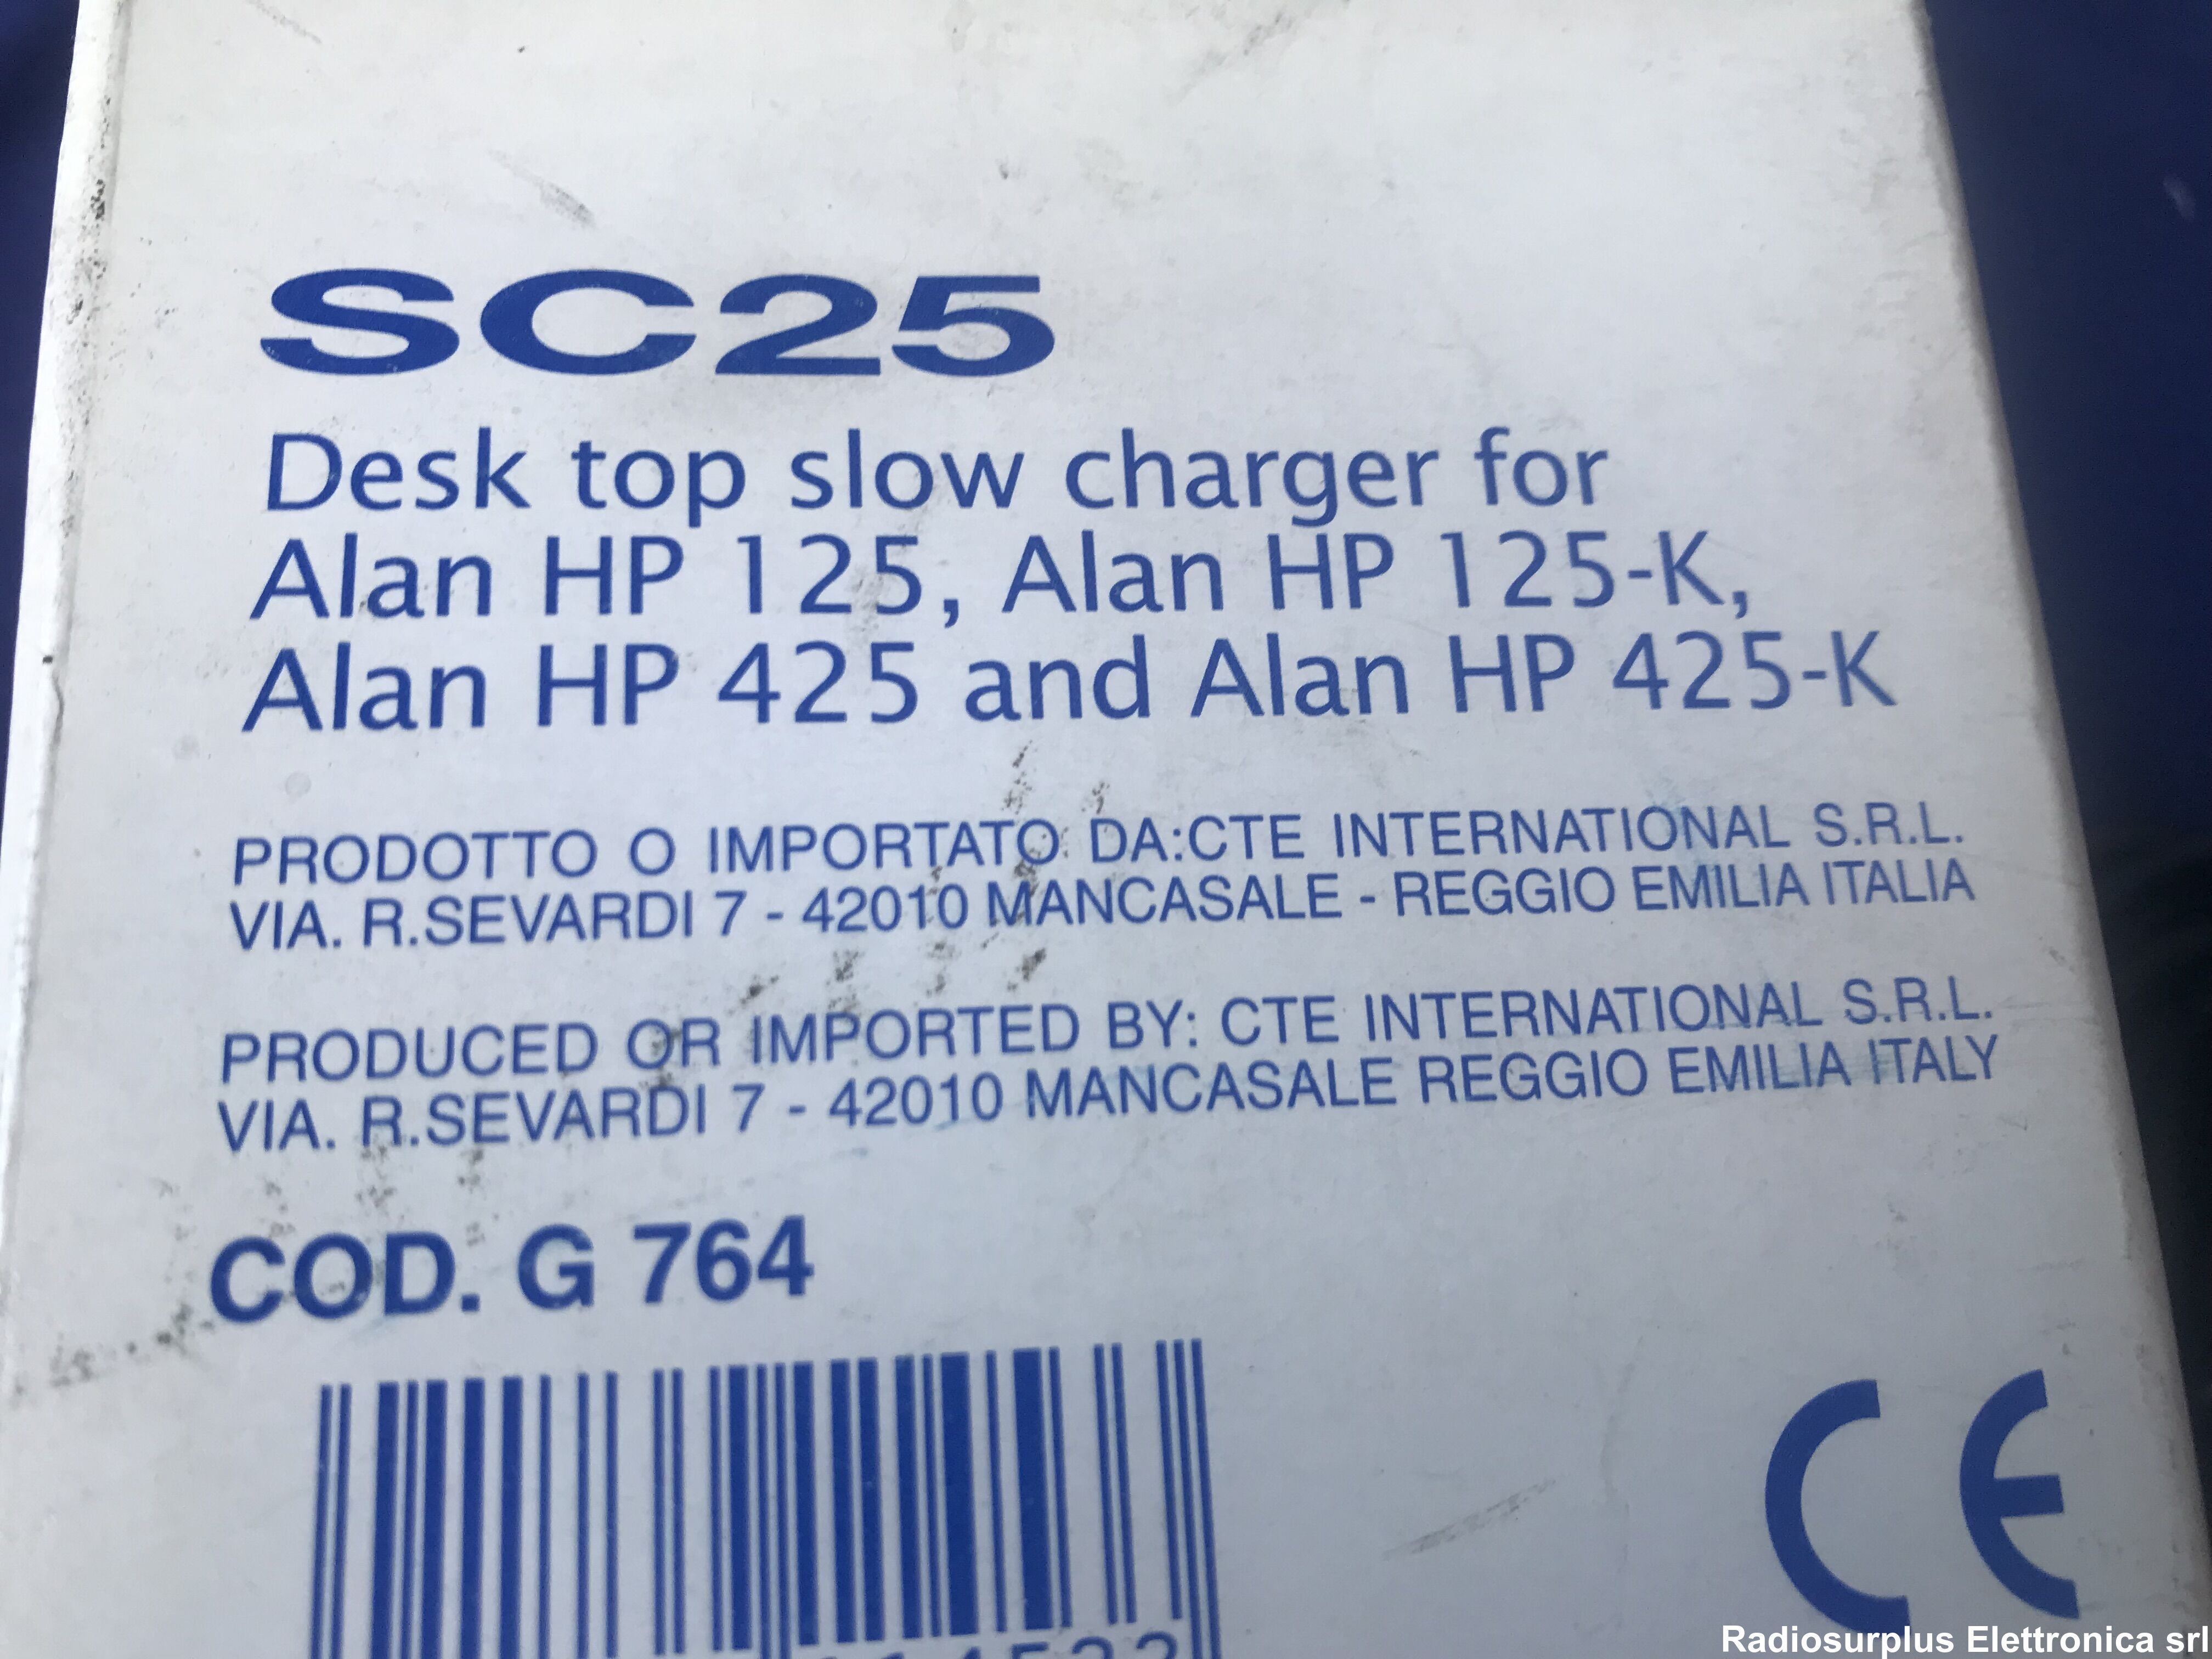 SC25
Desk top slow charger for
Alan HP 125, Alan HP 125-K,
Alan HP 425 and Alan HP 425-K
PRODOTTO O IMPORTATO DA:CTE INTERNATIONAL S.R.L.
VIA. R.SEVARDI 7 - 42010 MANCASALE - REGGIO EMILIA ITALIA
PRODUCED OR IMPORTED BY: CTE INTERNATIONAL S.R.L.
VIA. R.SEVARDI 7 - 42010 MANCASALE REGGIO EMILIA ITALY
COD. G 764
CE
Radiosurplus Elettronica srl